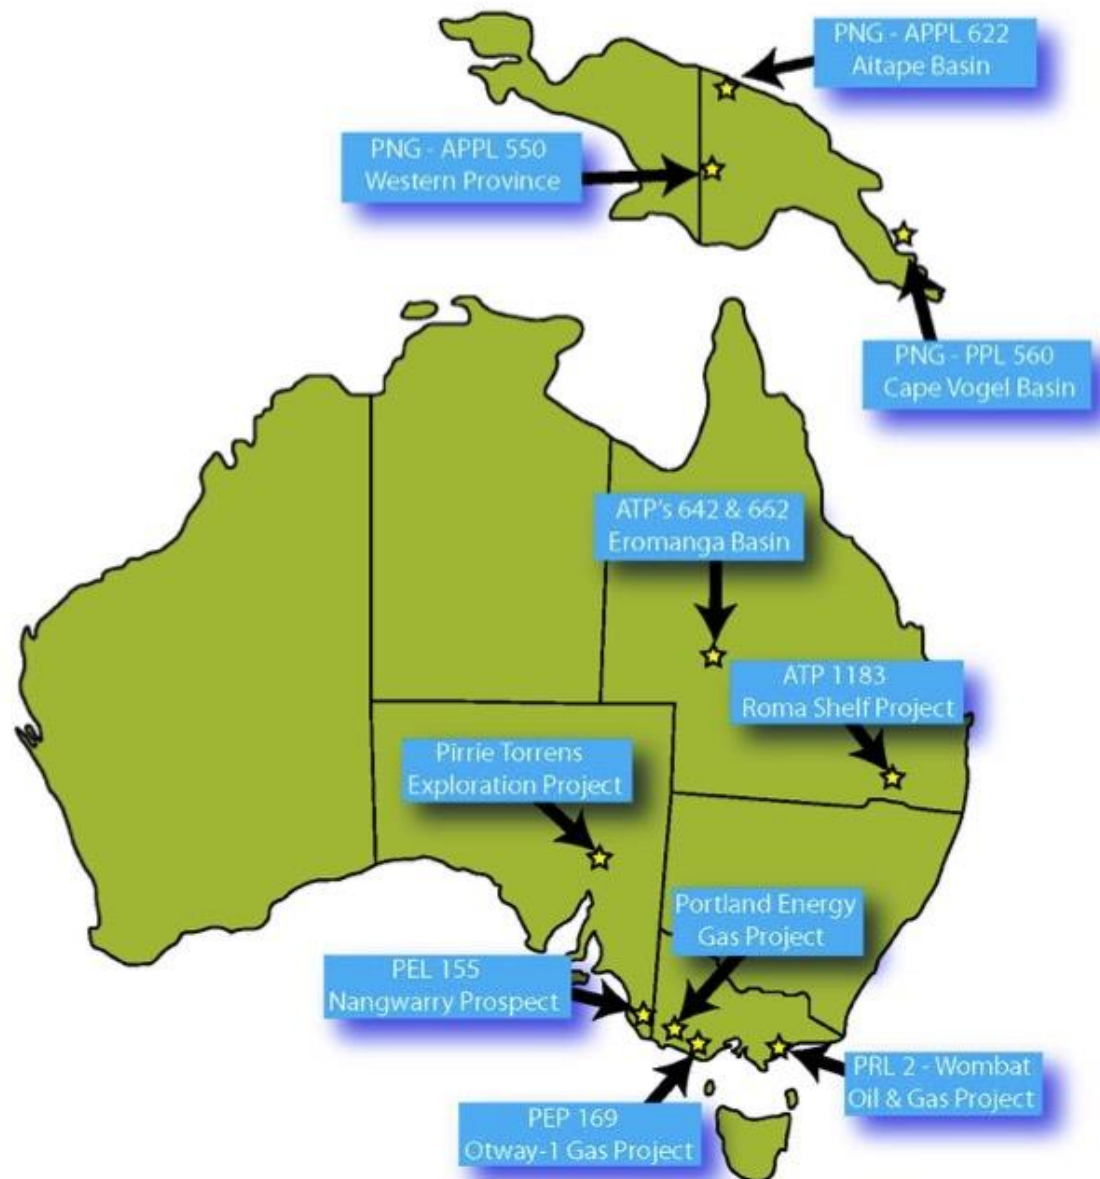 PNG - APPL 622
Aitape Basin
PNG - APPL 550
Western Province
PNG - PPL 560
Cape Vogel Basin
ATP's 642 & 662
Eromanga Basin
ATP 1183
Roma Shelf Project
Pirrie Torrens
Exploration Project
Portland Energy
Gas Project
PEL 155
Nangwarry Prospect
PRL 2 - Wombat
Oil & Gas Project
PEP 169
Otway-1 Gas Project